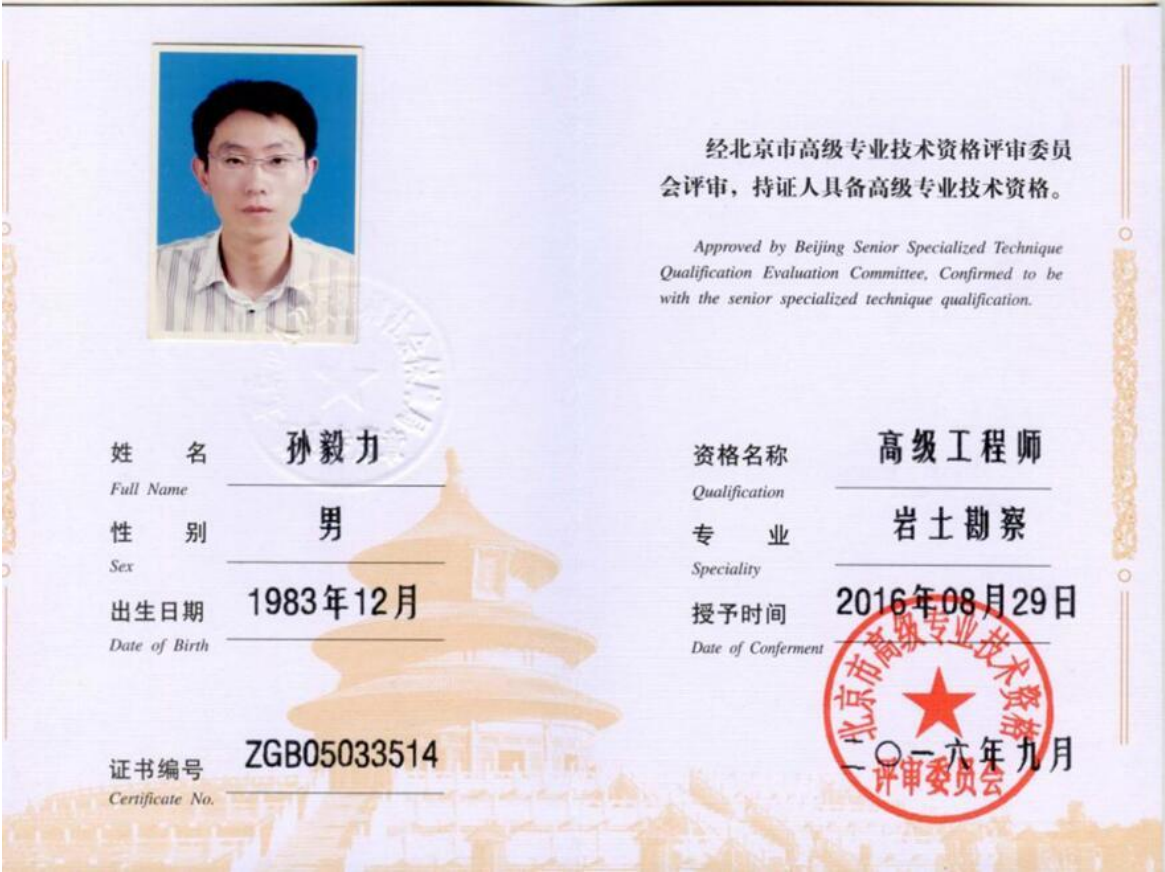 经北京市高级专业技术资格评审委员
会评审，持证人具备高级专业技术资格。
Approved by Beijing Senior Specialized Technique
Qualification Evaluation Committee, Confirmed to be
with the senior specialized technique qualification.
姓 名 孙毅力
Full Name
性 别 男
Sex
出生日期 1983年12月
Date of Birth
证书编号 ZGB05033514
Certificate No.
资格名称 高级工程师
Qualification
专 业 岩土勘察
Speciality
授予时间 2016年08月29日
Date of Conferment
北京市高级专业技术资格
评审委员会
二〇一六年九月